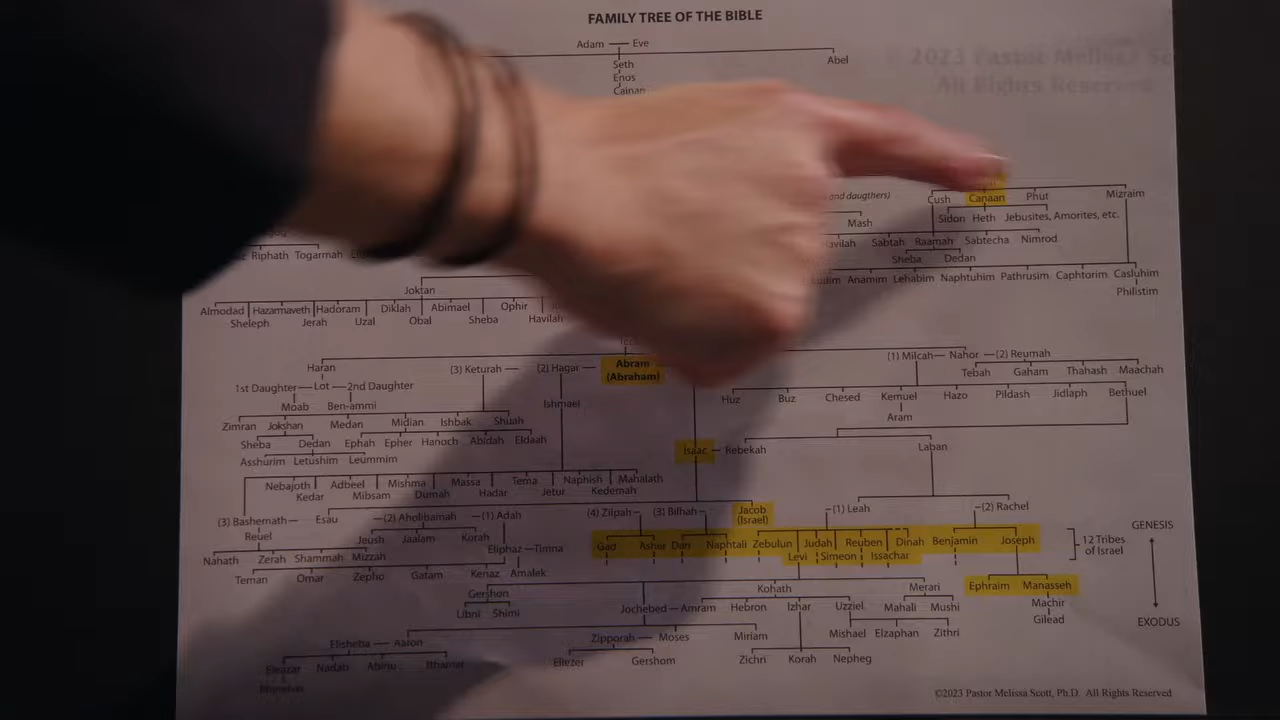 FAMILY TREE OF THE BIBLE
Adam — Eve
Abel
Seth
Enos
Cainan
© 2023 Pastor Melissa Sc
All Rights Reserved
and daugthers)
Cush Canaan Phut Mizraim
Mash
Sidon Heth Jebusites, Amorites, etc.
Sabtah Raamah Sabtecha Nimrod
Riphath Togarmah
Sheba Dedan
Anamim Lehabim Naphtuhim Pathrusim Caphtorim Casluhim
Philistim
Joktan
Almodad Hazarmaveth Hadoram Diklah Abimael Ophir
Sheleph Jerah Uzal Obal Sheba Havilah
Haran (3) Keturah — (2) Hagar — Abram
(Abraham)
(1) Milcah — Nahor — (2) Reumah
Tebah Gaham Thahash Maachah
1st Daughter — Lot — 2nd Daughter
Huz Buz Chesed Kemuel Hazo Pildash Jidlaph Bethuel
Moab Ben-ammi Ishmael
Aram
Zimran Jokshan Medan Midian Ishbak Shuah
Sheba Dedan Ephah Epher Hanoch Abidah Eldaah
Asshurim Letushim Leummim
Isaac — Rebekah Laban
Nebajoth Adbeel Mishma Massa Tema Naphish Mahalath
Kedar Mibsam Dumah Hadar Jetur Kedemah
(3) Bashemath — Esau — (2) Aholibamah — (1) Adah
(4) Zilpah (3) Bilhah Jacob
(Israel)
(1) Leah (2) Rachel
Reuel Jeush Jaalam Korah
Eliphaz — Timna
Gad Asher Dan Naphtali Zebulun Judah Reuben Dinah Benjamin Joseph
Levi Simeon Issachar
12 Tribes
of Israel
GENESIS
Nahath Zerah Shammah Mizzah
Teman Omar Zepho Gatam Kenaz Amalek
Ephraim Manasseh
Gershon Kohath Merari
Machir
Gilead
Libni Shimi
Jochebed — Amram Hebron Izhar Uzziel Mahali Mushi
EXODUS
Elisheba — Aaron Zipporah — Moses Miriam
Mishael Elzaphan Zithri
Eleazar Nadab Abihu Ithamar
Eliezer Gershom Zichri Korah Nepheg
Phinehas
©2023 Pastor Melissa Scott, Ph.D. All Rights Reserved